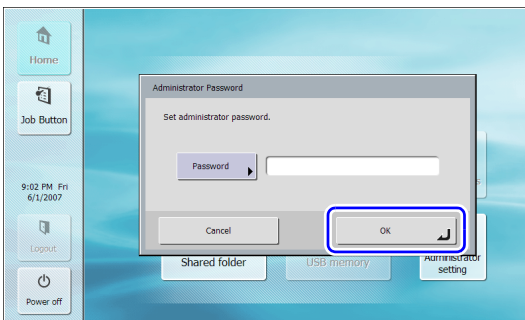 Home
Job Button
9:02 PM Fri
6/1/2007
Logout
Power off
Administrator Password
Set administrator password.
Password
Cancel
OK
s
Shared folder
USB memory
Administrator
setting